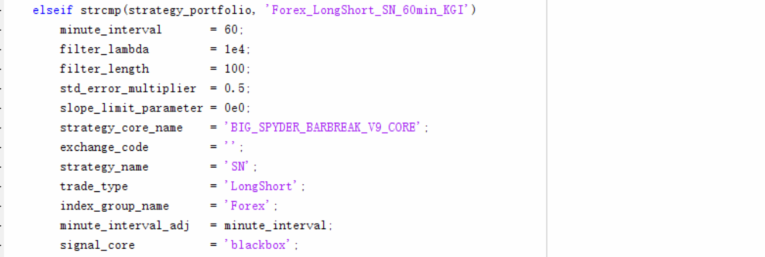 elseif strcmp(strategy_portfolio, 'Forex_LongShort_SN_60min_KGI')
minute_interval = 60;
filter_lambda = 1e4;
filter_length = 100;
std_error_multiplier = 0.5;
slope_limit_parameter = 0e0;
strategy_core_name = 'BIG_SPYDER_BARBREAK_V9_CORE';
exchange_code = '';
strategy_name = 'SN';
trade_type = 'LongShort';
index_group_name = 'Forex';
minute_interval_adj = minute_interval;
signal_core = 'blackbox';